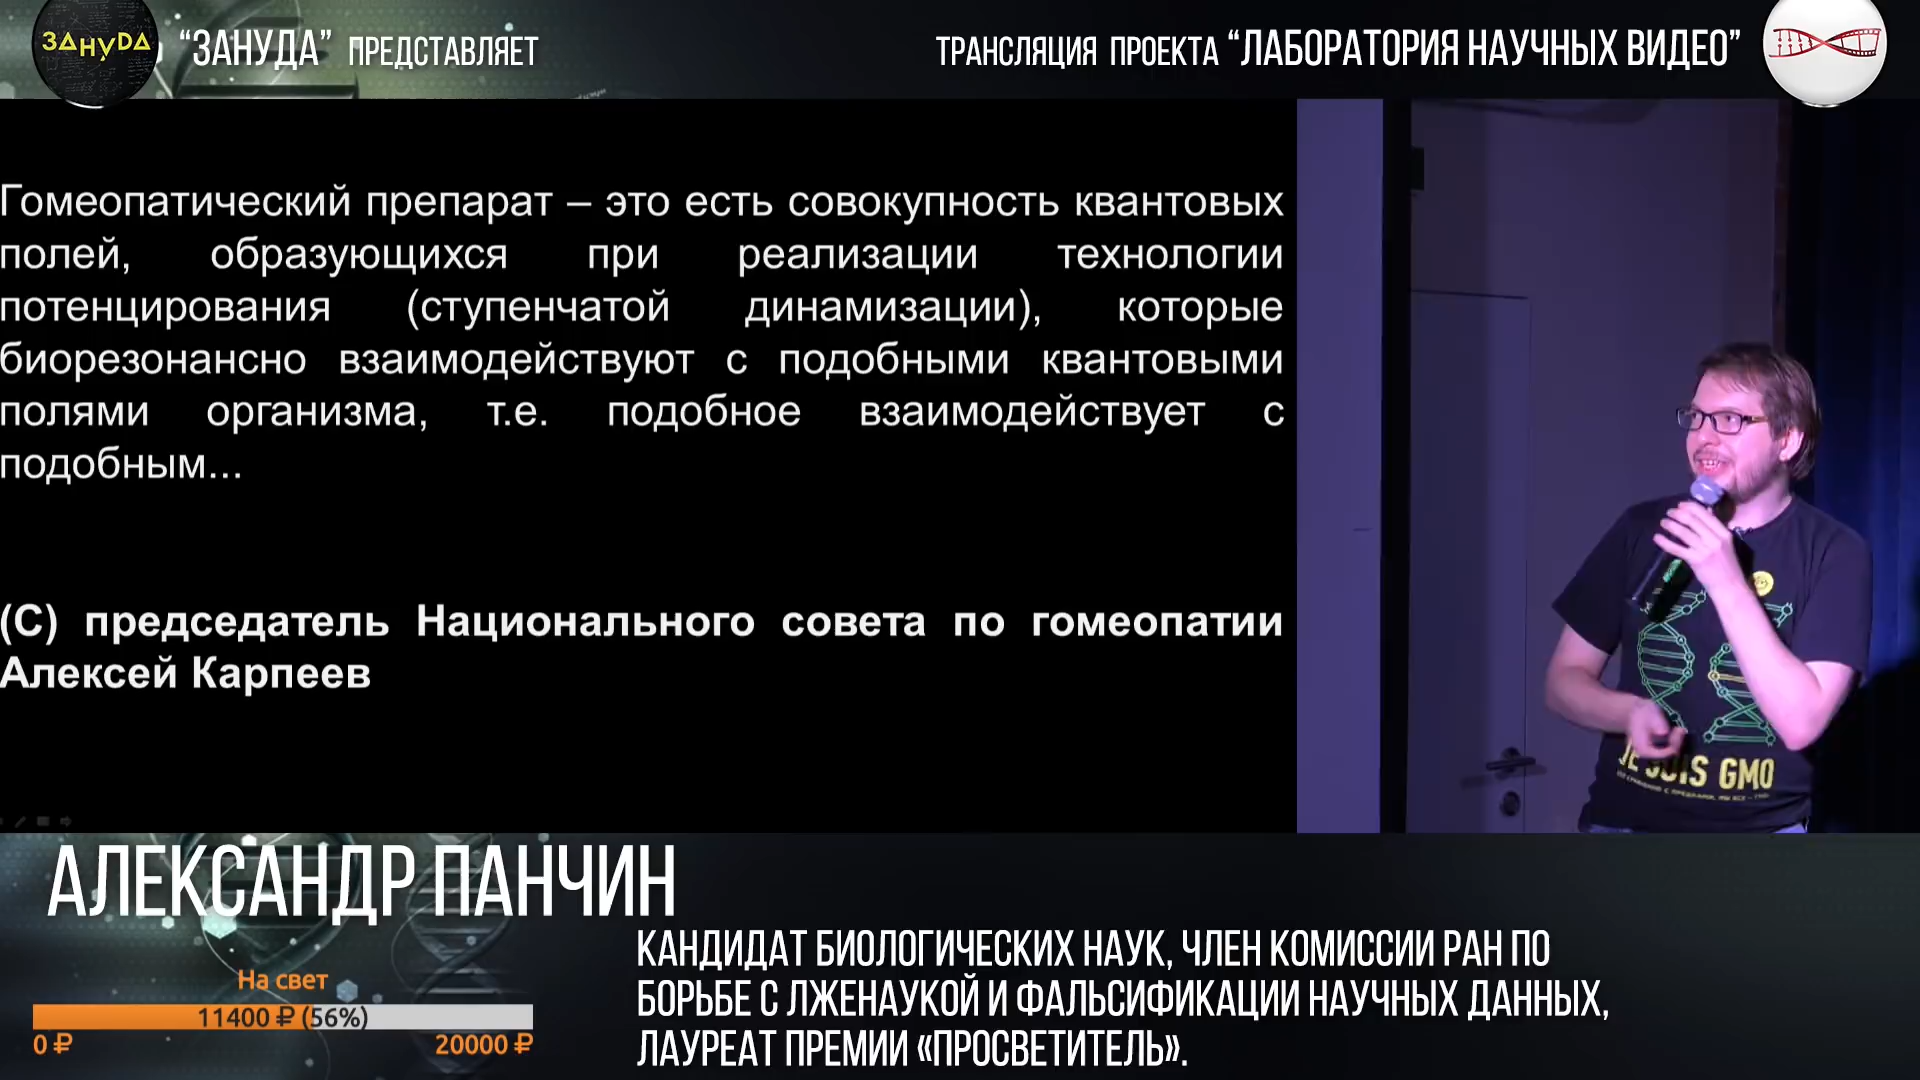 ЗАНУДА
“ЗАНУДА” ПРЕДСТАВЛЯЕТ
ТРАНСЛЯЦИЯ ПРОЕКТА “ЛАБОРАТОРИЯ НАУЧНЫХ ВИДЕО”
Гомеопатический препарат – это есть совокупность квантовых
полей, образующихся при реализации технологии
потенцирования (ступенчатой динамизации), которые
биорезонансно взаимодействуют с подобными квантовыми
полями организма, т.е. подобное взаимодействует с
подобным...
(С) председатель Национального совета по гомеопатии
Алексей Карпеев
JE SUIS GMO
АЛЕКСАНДР ПАНЧИН
КАНДИДАТ БИОЛОГИЧЕСКИХ НАУК, ЧЛЕН КОМИССИИ РАН ПО
БОРЬБЕ С ЛЖЕНАУКОЙ И ФАЛЬСИФИКАЦИИ НАУЧНЫХ ДАННЫХ,
ЛАУРЕАТ ПРЕМИИ «ПРОСВЕТИТЕЛЬ».
На свет
11400 ₽ (56%)
0 ₽
20000 ₽